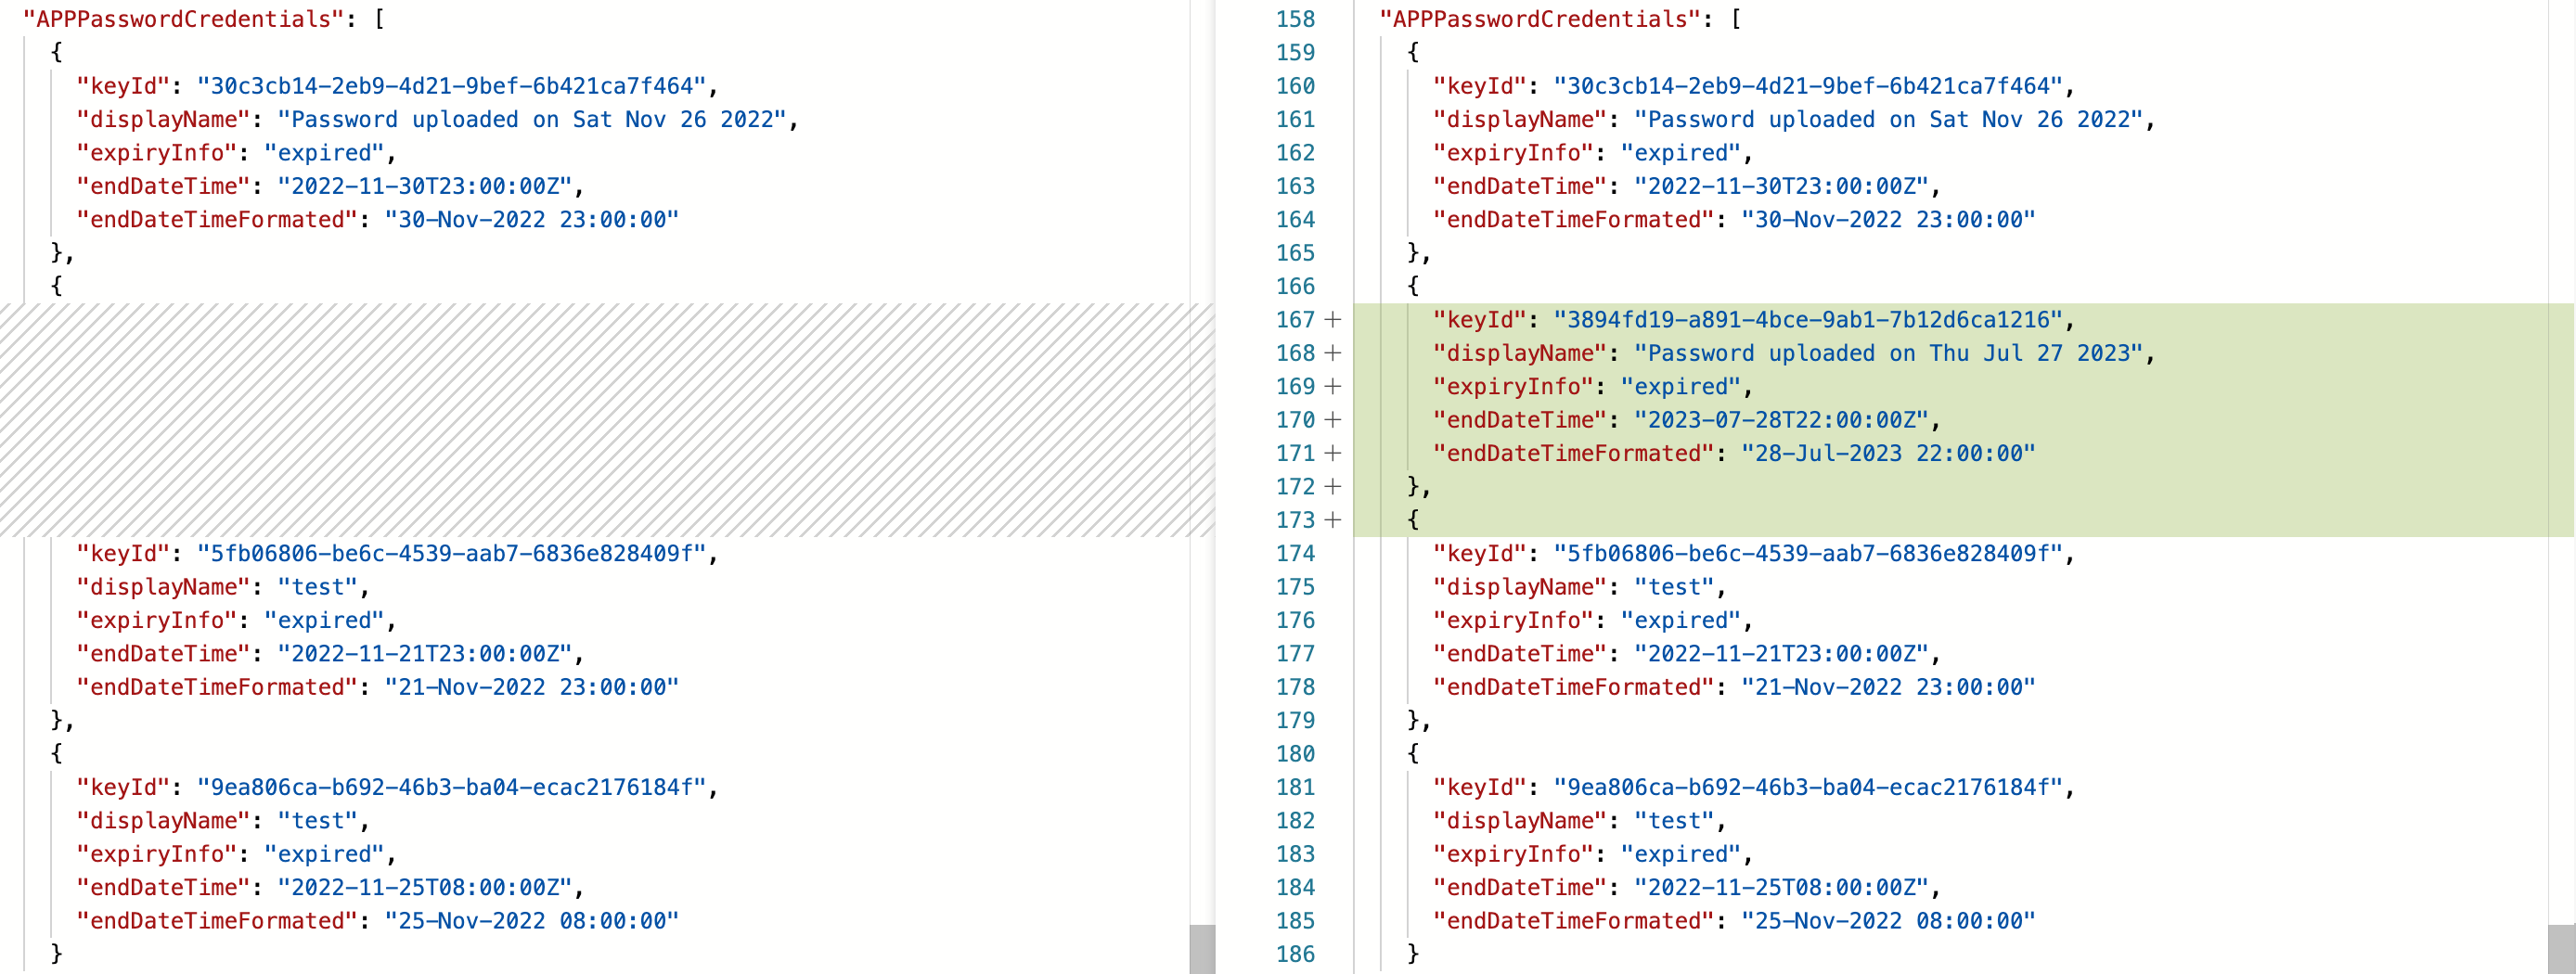 "APPPasswordCredentials": [
{
"keyId": "30c3cb14-2eb9-4d21-9bef-6b421ca7f464",
"displayName": "Password uploaded on Sat Nov 26 2022",
"expiryInfo": "expired",
"endDateTime": "2022-11-30T23:00:00Z",
"endDateTimeFormated": "30-Nov-2022 23:00:00"
},
{
"keyId": "5fb06806-be6c-4539-aab7-6836e828409f",
"displayName": "test",
"expiryInfo": "expired",
"endDateTime": "2022-11-21T23:00:00Z",
"endDateTimeFormated": "21-Nov-2022 23:00:00"
},
{
"keyId": "9ea806ca-b692-46b3-ba04-ecac2176184f",
"displayName": "test",
"expiryInfo": "expired",
"endDateTime": "2022-11-25T08:00:00Z",
"endDateTimeFormated": "25-Nov-2022 08:00:00"
}
158 "APPPasswordCredentials": [
159 {
160 "keyId": "30c3cb14-2eb9-4d21-9bef-6b421ca7f464",
161 "displayName": "Password uploaded on Sat Nov 26 2022",
162 "expiryInfo": "expired",
163 "endDateTime": "2022-11-30T23:00:00Z",
164 "endDateTimeFormated": "30-Nov-2022 23:00:00"
165 },
166 {
167 + "keyId": "3894fd19-a891-4bce-9ab1-7b12d6ca1216",
168 + "displayName": "Password uploaded on Thu Jul 27 2023",
169 + "expiryInfo": "expired",
170 + "endDateTime": "2023-07-28T22:00:00Z",
171 + "endDateTimeFormated": "28-Jul-2023 22:00:00"
172 + },
173 + {
174 "keyId": "5fb06806-be6c-4539-aab7-6836e828409f",
175 "displayName": "test",
176 "expiryInfo": "expired",
177 "endDateTime": "2022-11-21T23:00:00Z",
178 "endDateTimeFormated": "21-Nov-2022 23:00:00"
179 },
180 {
181 "keyId": "9ea806ca-b692-46b3-ba04-ecac2176184f",
182 "displayName": "test",
183 "expiryInfo": "expired",
184 "endDateTime": "2022-11-25T08:00:00Z",
185 "endDateTimeFormated": "25-Nov-2022 08:00:00"
186 }